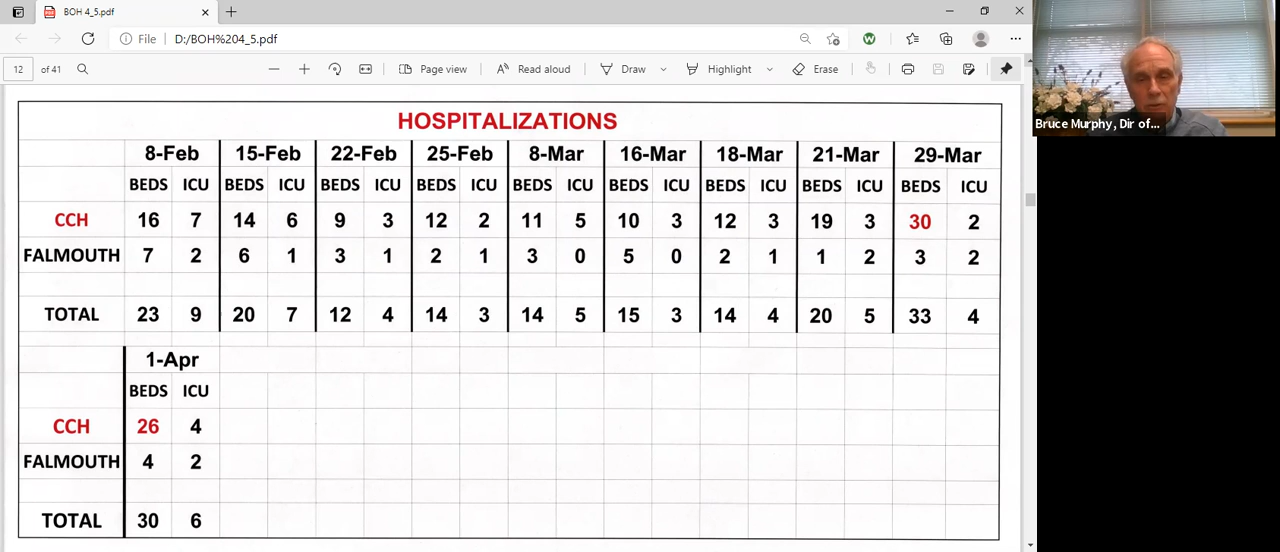 BOH 4_5.pdf
File D:/BOH%204_5.pdf
12 of 41 Page view Read aloud Draw Highlight Erase
HOSPITALIZATIONS
8-Feb 15-Feb 22-Feb 25-Feb 8-Mar 16-Mar 18-Mar 21-Mar 29-Mar
BEDS ICU BEDS ICU BEDS ICU BEDS ICU BEDS ICU BEDS ICU BEDS ICU BEDS ICU BEDS ICU
CCH 16 7 14 6 9 3 12 2 11 5 10 3 12 3 19 3 30 2
FALMOUTH 7 2 6 1 3 1 2 1 3 0 5 0 2 1 1 2 3 2
TOTAL 23 9 20 7 12 4 14 3 14 5 15 3 14 4 20 5 33 4
1-Apr
BEDS ICU
CCH 26 4
FALMOUTH 4 2
TOTAL 30 6
Bruce Murphy, Dir of...